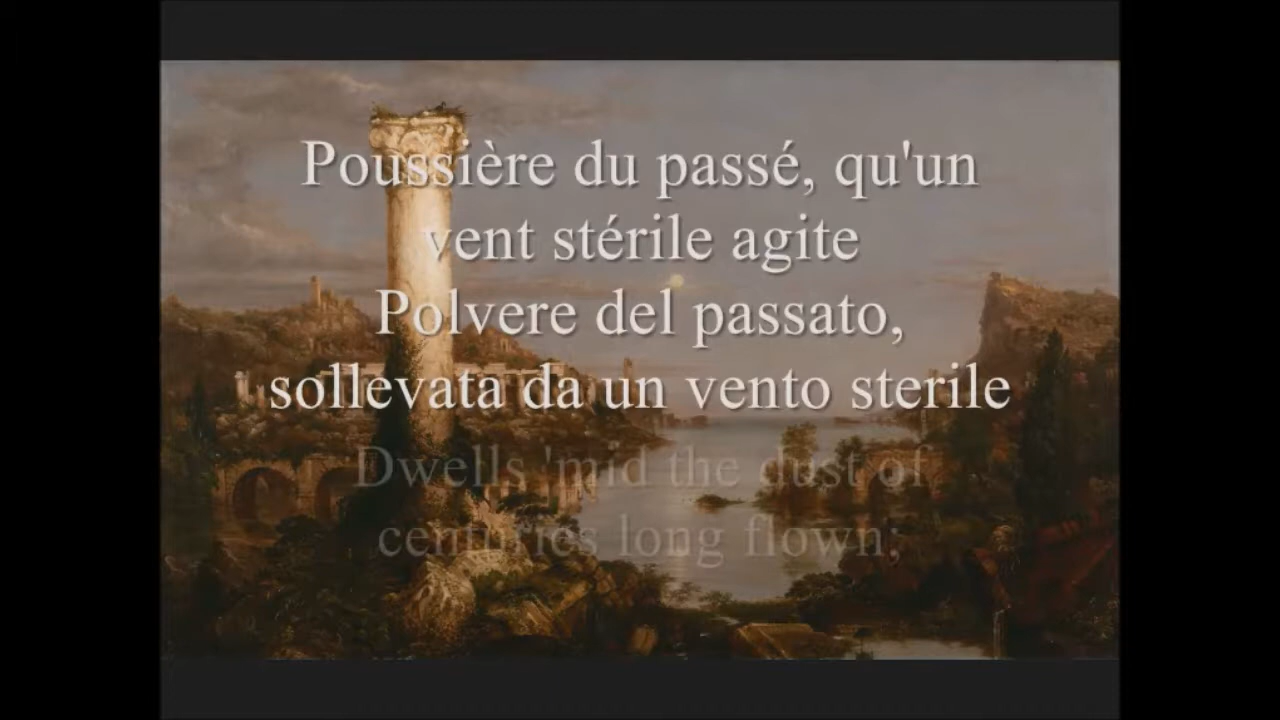 Poussière du passé, qu'un
vent stérile agite
Polvere del passato,
sollevata da un vento sterile
Dwells 'mid the dust of
centuries long flown;